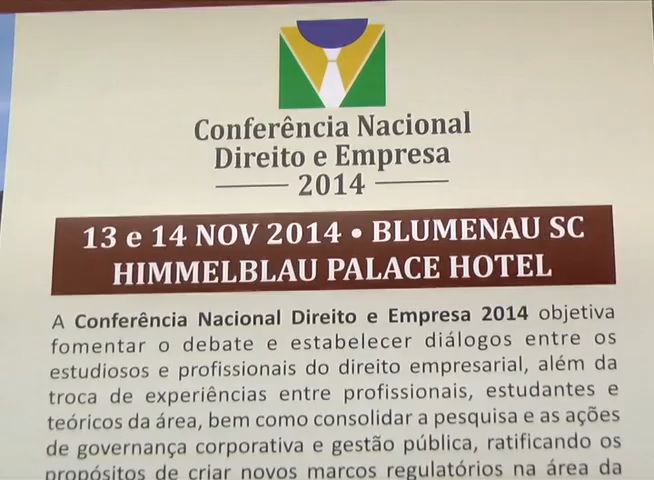 Conferência Nacional
Direito e Empresa
2014
13 e 14 NOV 2014 • BLUMENAU SC
HIMMELBLAU PALACE HOTEL
A Conferência Nacional Direito e Empresa 2014 objetiva
fomentar o debate e estabelecer diálogos entre os
estudiosos e profissionais do direito empresarial, além da
troca de experiências entre profissionais, estudantes e
teóricos da área, bem como consolidar a pesquisa e as ações
de governança corporativa e gestão pública, ratificando os
propósitos de criar novos marcos regulatórios na área da